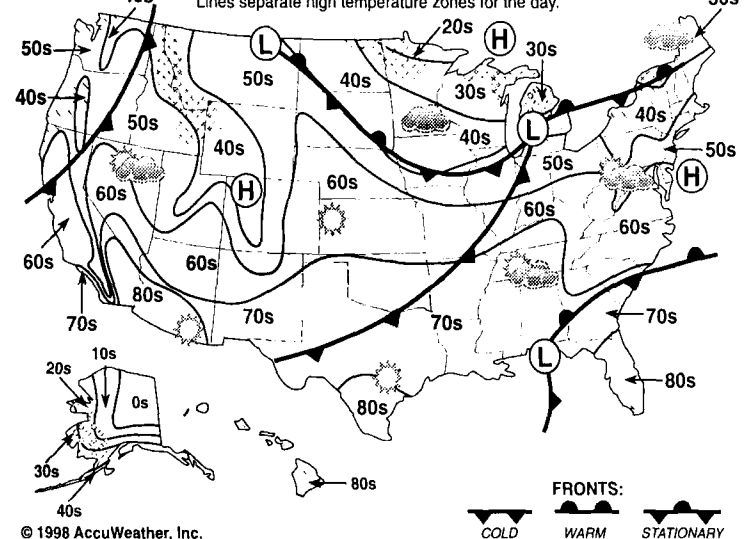 Lines separate high temperature zones for the day.
20s
H
30s
50s
L
50s
40s
30s
40s
40s
50s
40s
40s
L
50s
50s
H
60s
60s
H
60s
60s
60s
60s
80s
70s
70s
70s
70s
L
80s
80s
10s
20s
0s
30s
40s
80s
FRONTS:
COLD WARM STATIONARY
© 1998 AccuWeather, Inc.